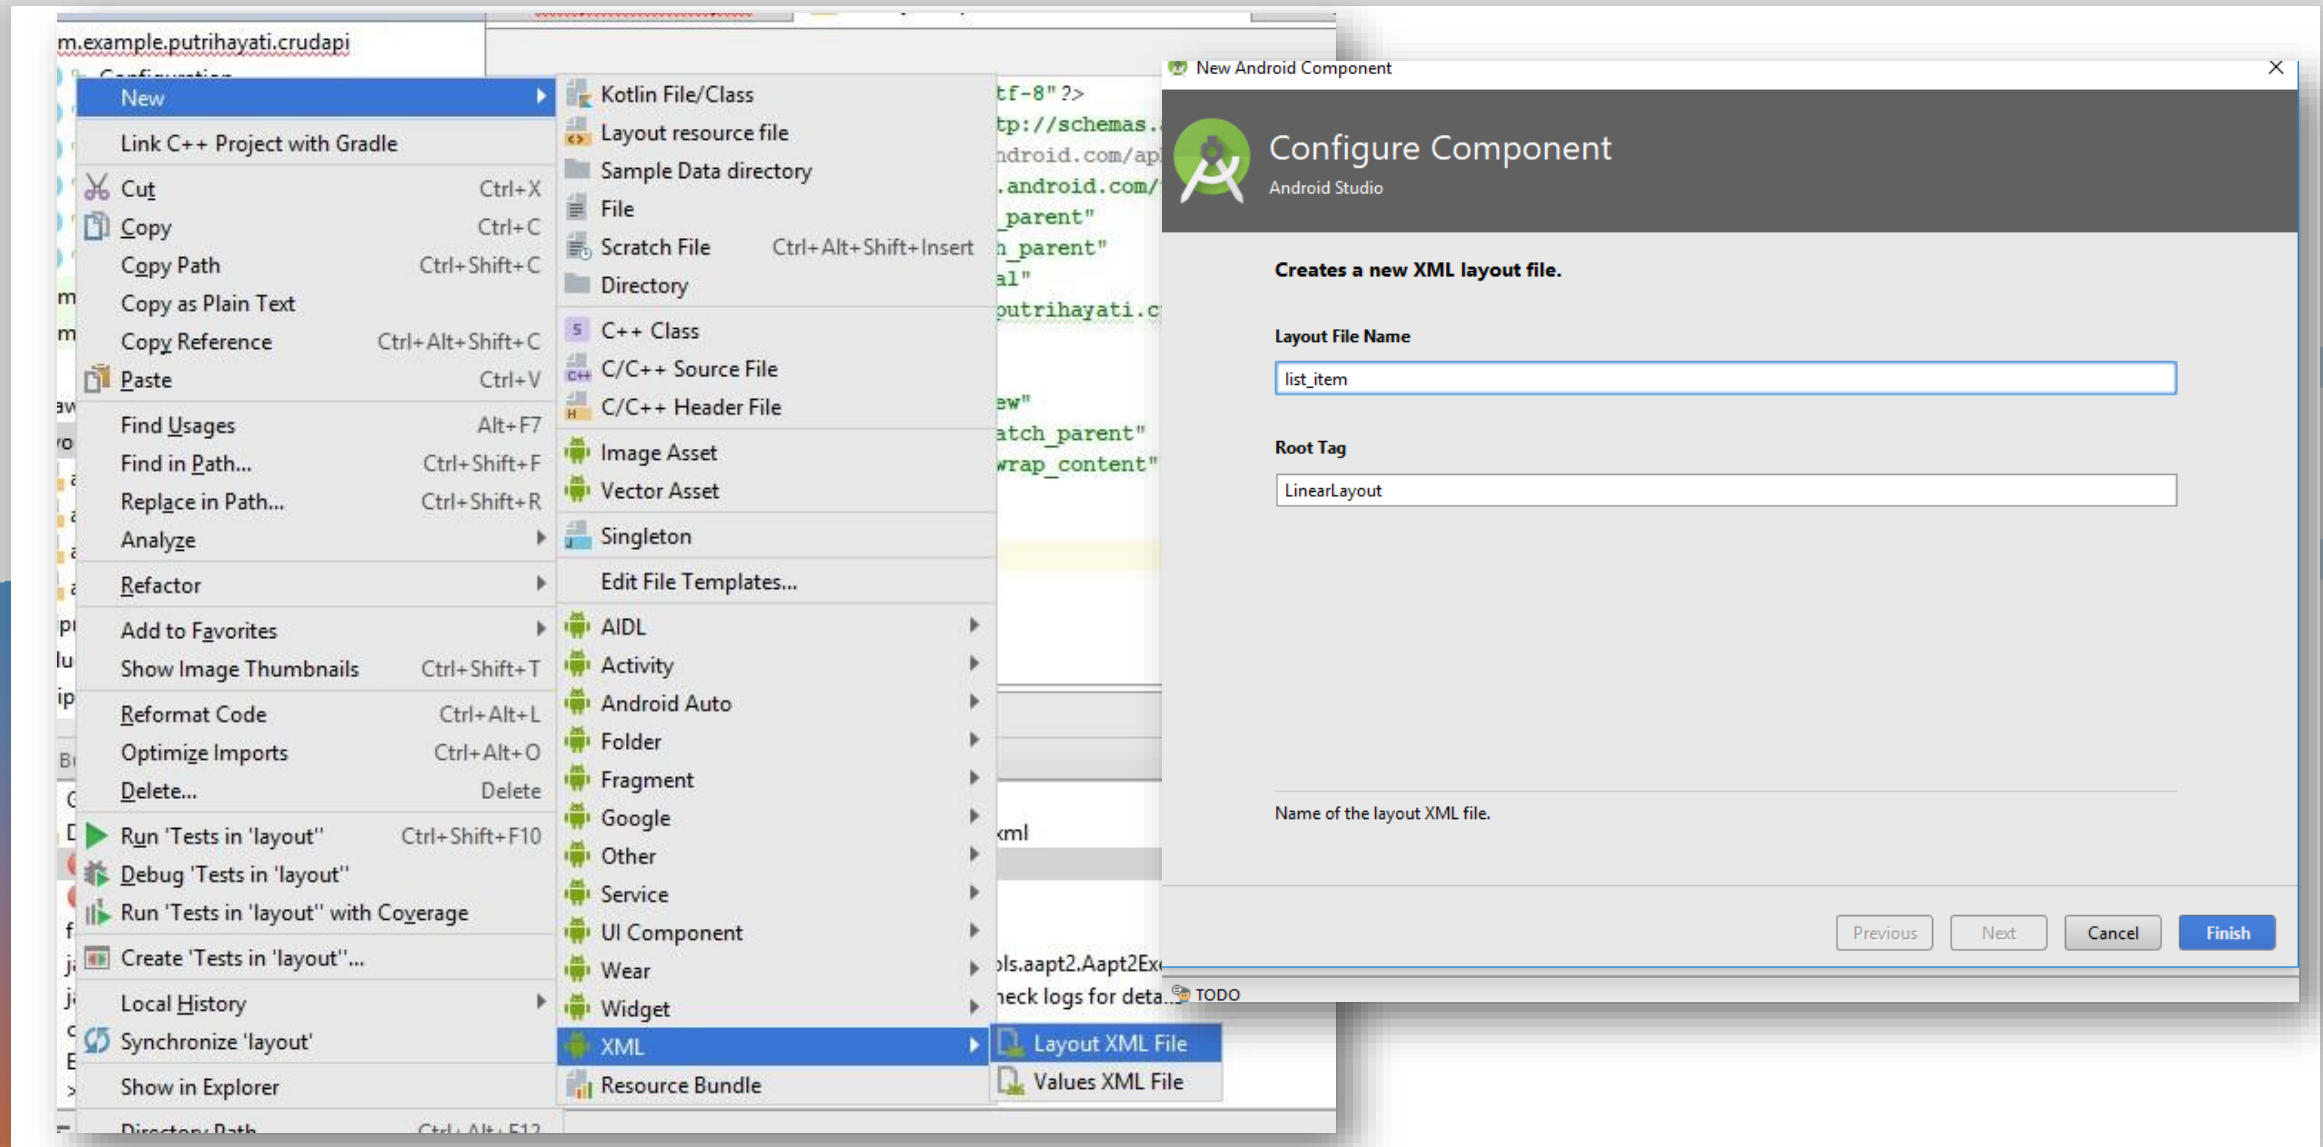 m.example.putrihayati.crudapi
Configuration
New
Link C++ Project with Gradle
Cut Ctrl+X
Copy Ctrl+C
Copy Path Ctrl+Shift+C
Copy as Plain Text
Copy Reference Ctrl+Alt+Shift+C
Paste Ctrl+V
Find Usages Alt+F7
Find in Path... Ctrl+Shift+F
Replace in Path... Ctrl+Shift+R
Analyze
Refactor
Add to Favorites
Show Image Thumbnails Ctrl+Shift+T
Reformat Code Ctrl+Alt+L
Optimize Imports Ctrl+Alt+O
Delete... Delete
Run 'Tests in 'layout'' Ctrl+Shift+F10
Debug 'Tests in 'layout''
Run 'Tests in 'layout'' with Coverage
Create 'Tests in 'layout''...
Local History
Synchronize 'layout'
Show in Explorer
Directory Path Ctrl+Alt+F12
Kotlin File/Class
Layout resource file
Sample Data directory
File
Scratch File Ctrl+Alt+Shift+Insert
Directory
C++ Class
C/C++ Source File
C/C++ Header File
Image Asset
Vector Asset
Singleton
Edit File Templates...
AIDL
Activity
Android Auto
Folder
Fragment
Google
Other
Service
UI Component
Wear
Widget
XML
Resource Bundle
Layout XML File
Values XML File
tf-8"?>
tp://schemas.
ndroid.com/ap
.android.com/
_parent"
h_parent"
al"
putrihayati.c
ew"
atch_parent"
wrap_content"
xml
ols.aapt2.Aapt2Ex
heck logs for deta
New Android Component
Configure Component
Android Studio
Creates a new XML layout file.
Layout File Name
list_item
Root Tag
LinearLayout
Name of the layout XML file.
Previous Next Cancel Finish
TODO